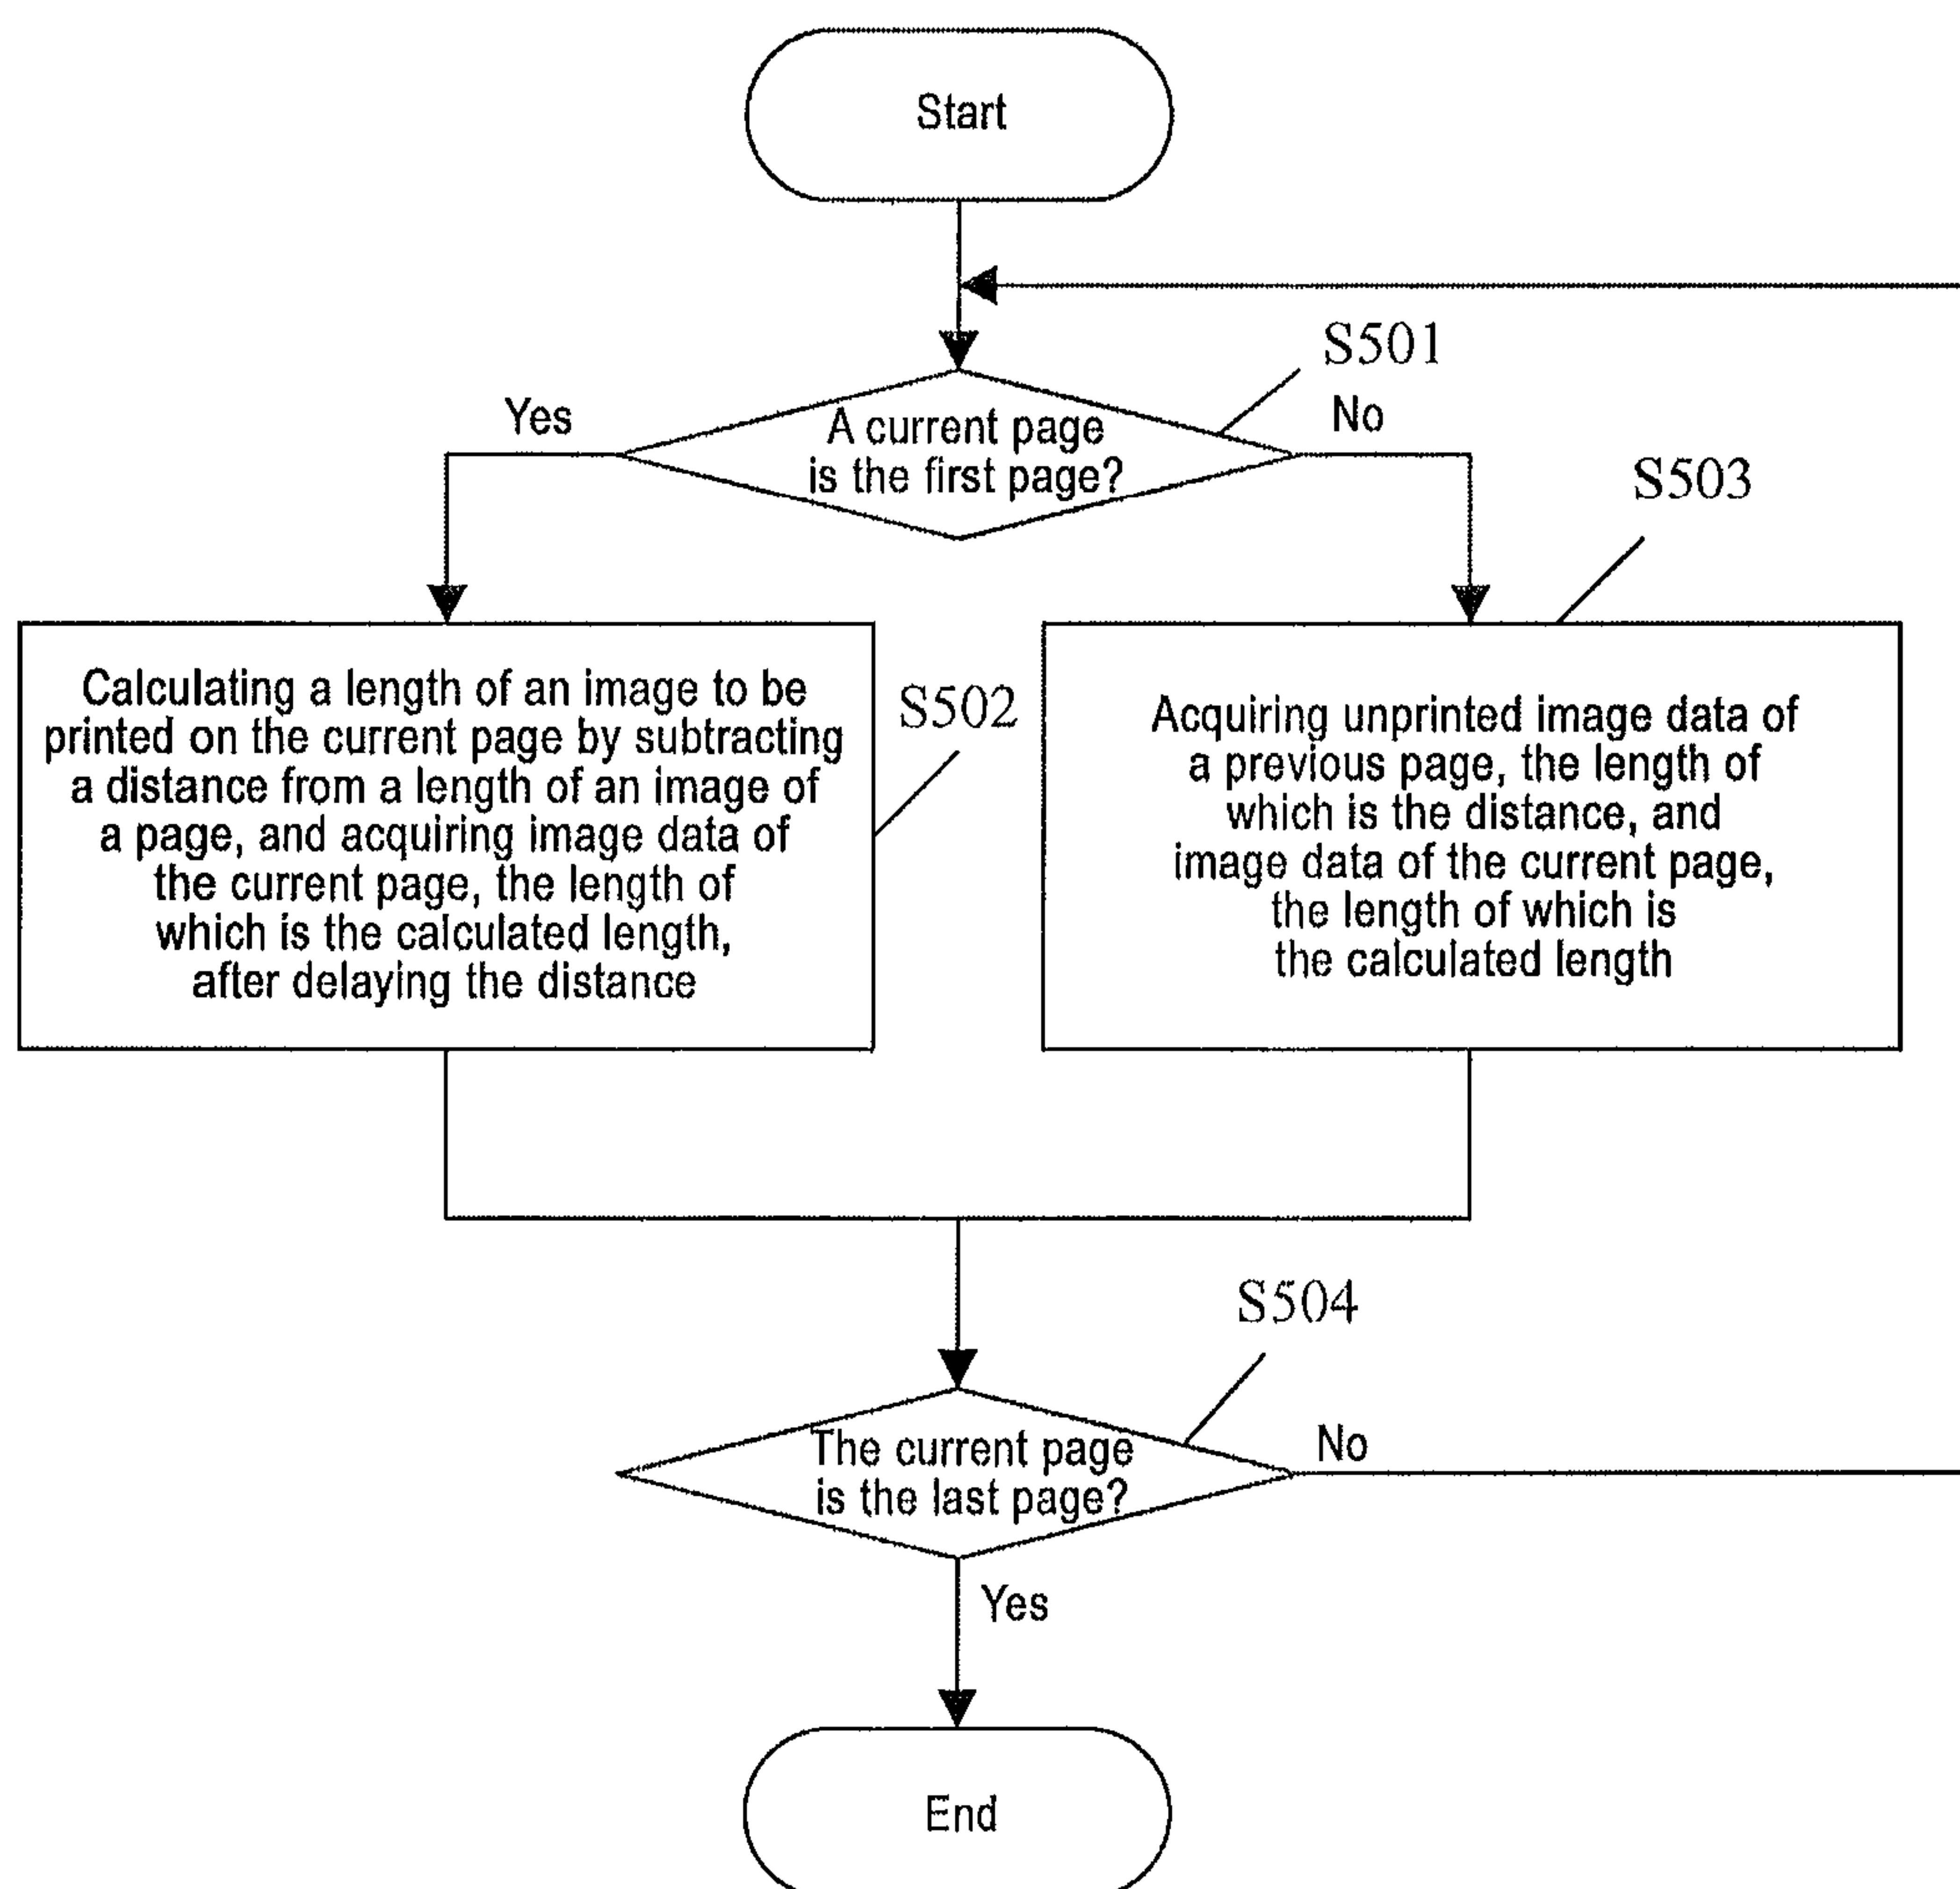 Start
S501
Yes
No
A current page
is the first page?
S503
Calculating a length of an image to be
printed on the current page by subtracting
a distance from a length of an image of
a page, and acquiring image data of
the current page, the length of
which is the calculated length,
after delaying the distance
S502
Acquiring unprinted image data of
a previous page, the length of
which is the distance, and
image data of the current page,
the length of which is
the calculated length
S504
The current page
is the last page?
No
Yes
End